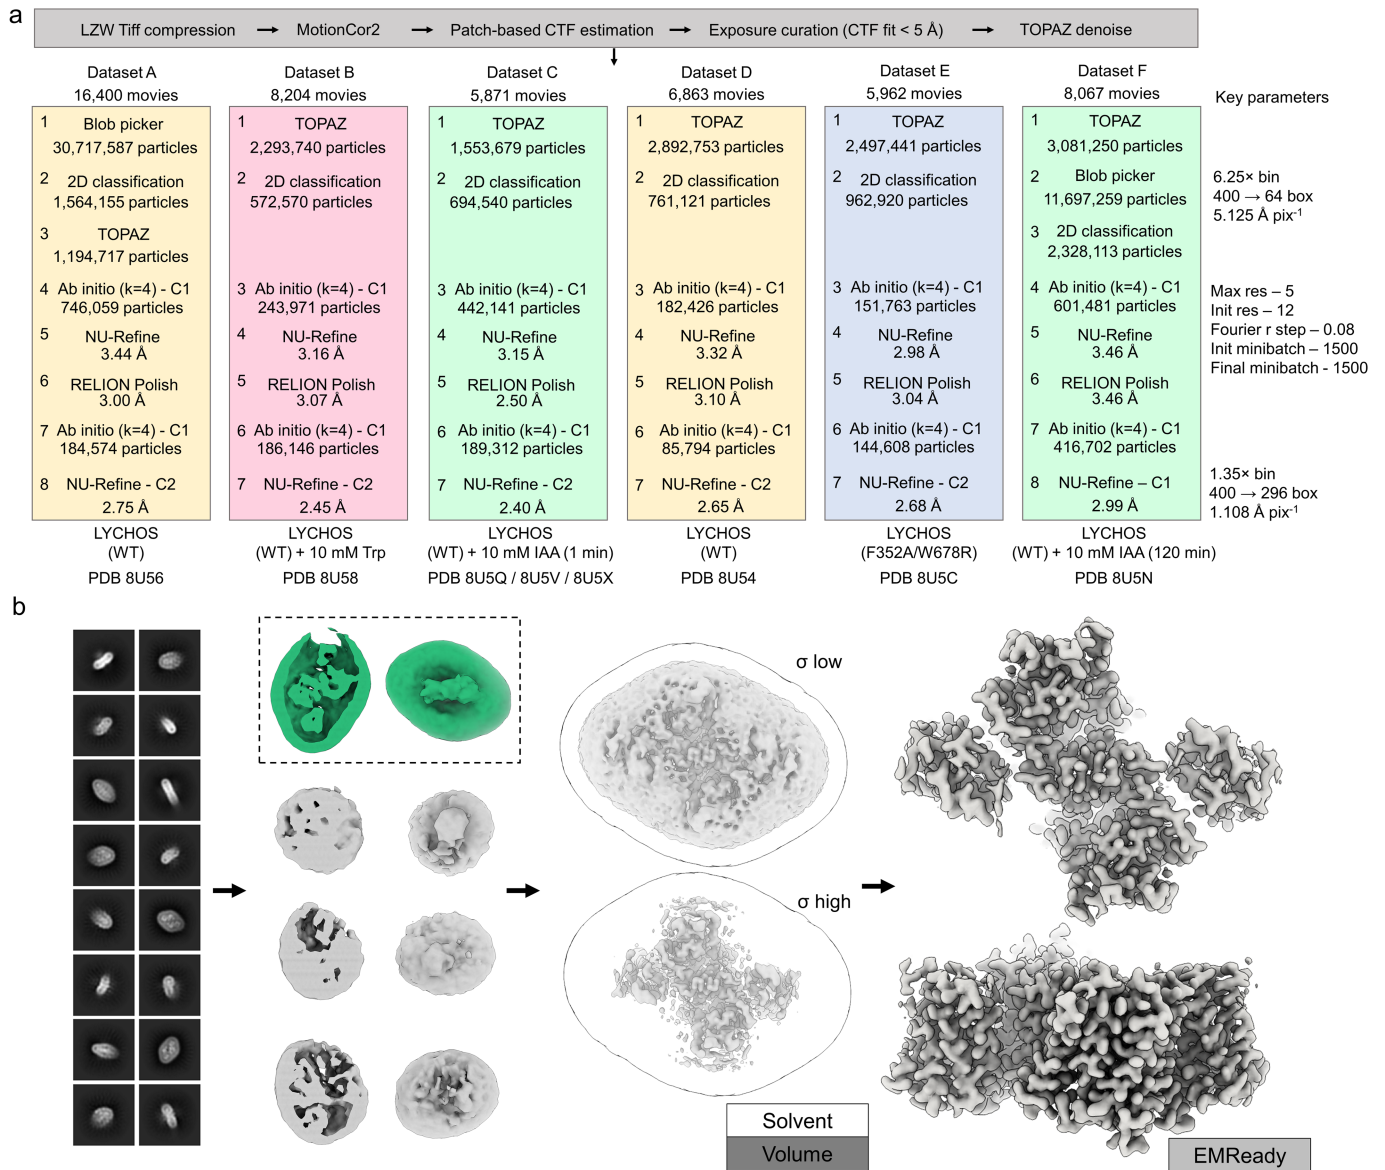 a
LZW Tiff compression
MotionCor2
Patch-based CTF estimation
Exposure curation (CTF fit < 5 Å)
TOPAZ denoise
Dataset A
16,400 movies
1 Blob picker
30,717,587 particles
2 2D classification
1,564,155 particles
3 TOPAZ
1,194,717 particles
4 Ab initio (k=4) - C1
746,059 particles
5 NU-Refine
3.44 Å
6 RELION Polish
3.00 Å
7 Ab initio (k=4) - C1
184,574 particles
8 NU-Refine - C2
2.75 Å
LYCHOS
(WT)
PDB 8U56
Dataset B
8,204 movies
1 TOPAZ
2,293,740 particles
2 2D classification
572,570 particles
3 Ab initio (k=4) - C1
243,971 particles
4 NU-Refine
3.16 Å
5 RELION Polish
3.07 Å
6 Ab initio (k=4) - C1
186,146 particles
7 NU-Refine - C2
2.45 Å
LYCHOS
(WT) + 10 mM Trp
PDB 8U58
Dataset C
5,871 movies
1 TOPAZ
1,553,679 particles
2 2D classification
694,540 particles
3 Ab initio (k=4) - C1
442,141 particles
4 NU-Refine
3.15 Å
5 RELION Polish
2.50 Å
6 Ab initio (k=4) - C1
189,312 particles
7 NU-Refine - C2
2.40 Å
LYCHOS
(WT) + 10 mM IAA (1 min)
PDB 8U5Q / 8U5V / 8U5X
Dataset D
6,863 movies
1 TOPAZ
2,892,753 particles
2 2D classification
761,121 particles
3 Ab initio (k=4) - C1
182,426 particles
4 NU-Refine
3.32 Å
5 RELION Polish
3.10 Å
6 Ab initio (k=4) - C1
85,794 particles
7 NU-Refine - C2
2.65 Å
LYCHOS
(WT)
PDB 8U54
Dataset E
5,962 movies
1 TOPAZ
2,497,441 particles
2 2D classification
962,920 particles
3 Ab initio (k=4) - C1
151,763 particles
4 NU-Refine
2.98 Å
5 RELION Polish
3.04 Å
6 Ab initio (k=4) - C1
144,608 particles
7 NU-Refine - C2
2.68 Å
LYCHOS
(F352A/W678R)
PDB 8U5C
Dataset F
8,067 movies
1 TOPAZ
3,081,250 particles
2 Blob picker
11,697,259 particles
3 2D classification
2,328,113 particles
4 Ab initio (k=4) - C1
601,481 particles
5 NU-Refine
3.46 Å
6 RELION Polish
3.46 Å
7 Ab initio (k=4) - C1
416,702 particles
8 NU-Refine – C1
2.99 Å
LYCHOS
(WT) + 10 mM IAA (120 min)
PDB 8U5N
Key parameters
6.25× bin
400 → 64 box
5.125 Å pix⁻¹
Max res – 5
Init res – 12
Fourier r step – 0.08
Init minibatch – 1500
Final minibatch - 1500
1.35× bin
400 → 296 box
1.108 Å pix⁻¹
b
σ low
σ high
Solvent
Volume
EMReady